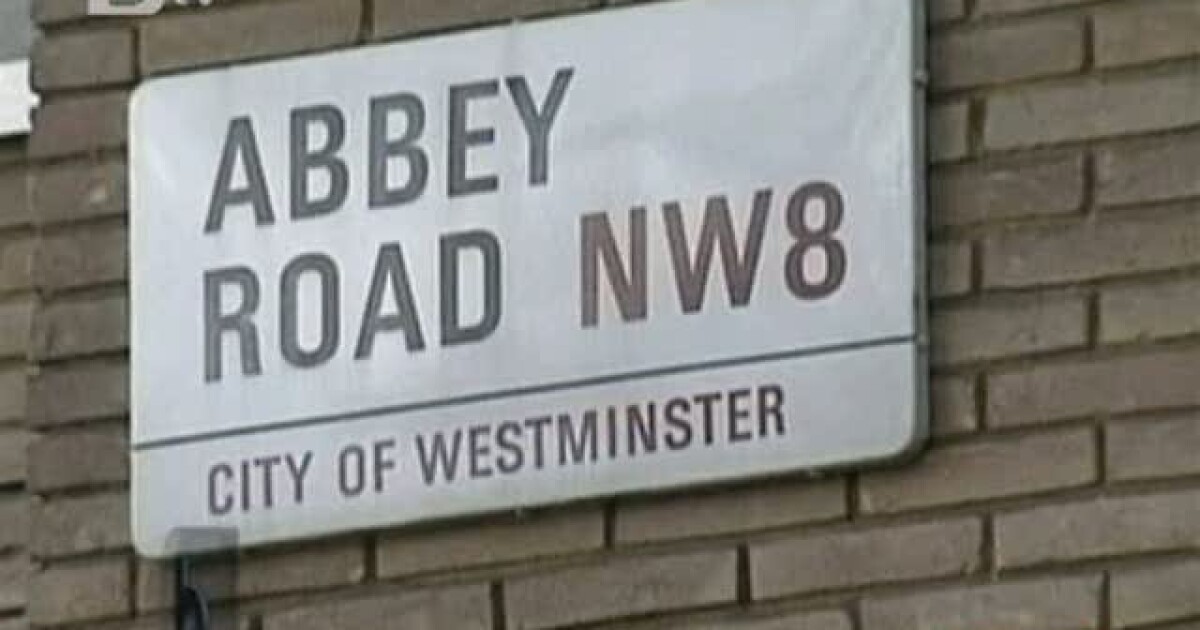 ABBEY
ROAD NW8
CITY OF WESTMINSTER